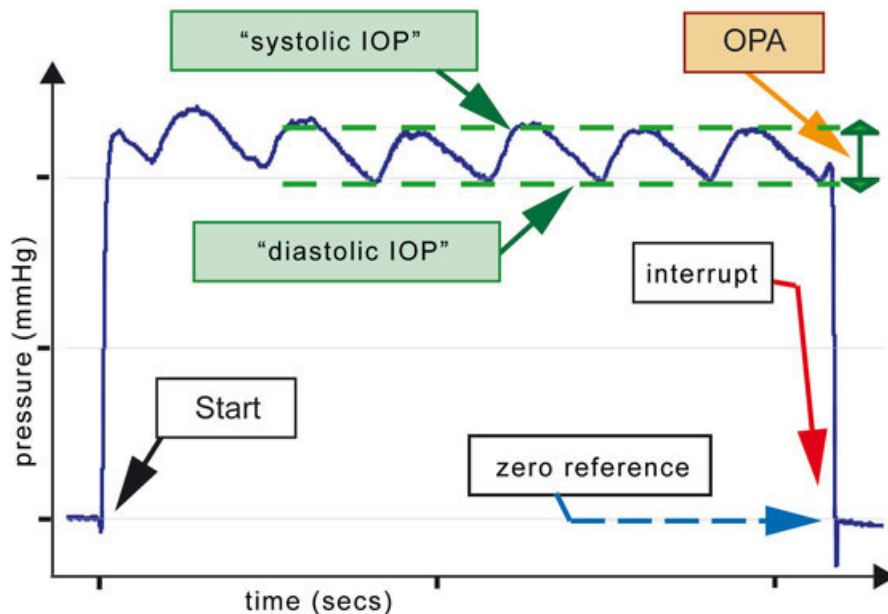 “systolic IOP”
OPA
“diastolic IOP”
interrupt
pressure (mmHg)
Start
zero reference
time (secs)